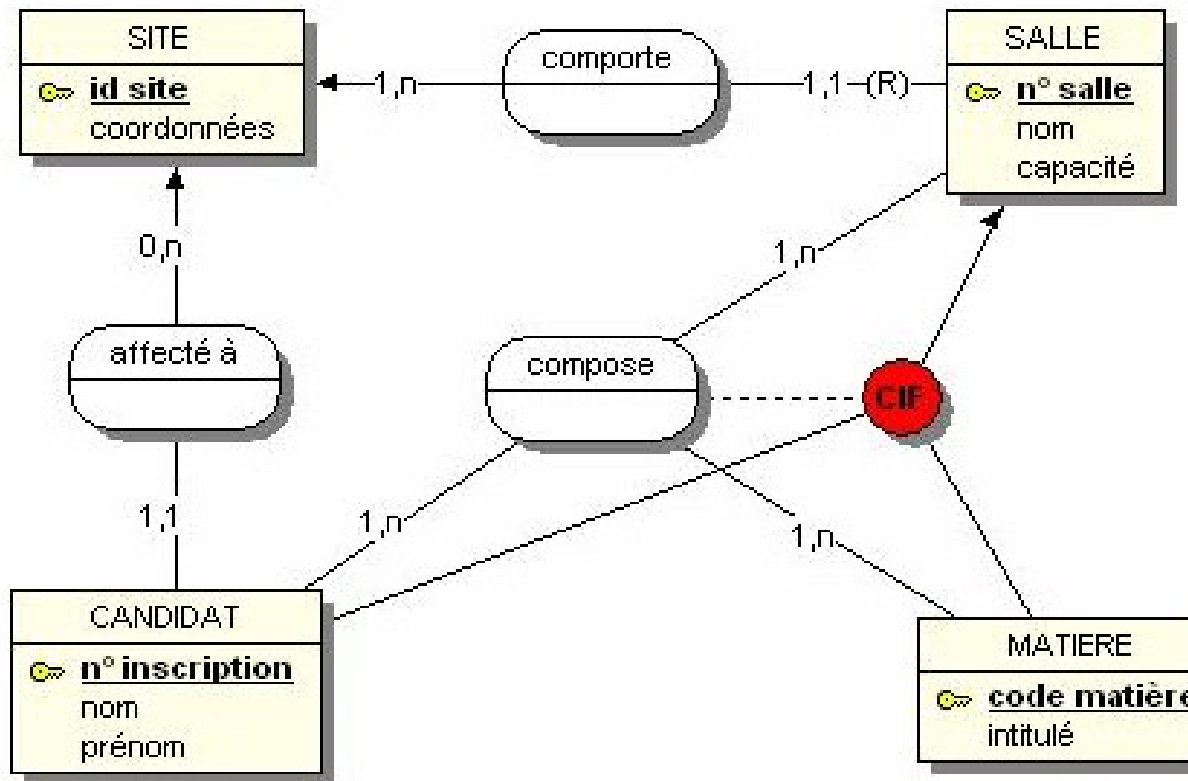 SITE
id site
coordonnées
1,n
comporte
1,1
(R)
SALLE
n° salle
nom
capacité
0,n
1,n
affecté à
compose
CIF
1,1
1,n
1,n
CANDIDAT
n° inscription
nom
prénom
MATIERE
code matière
intitulé